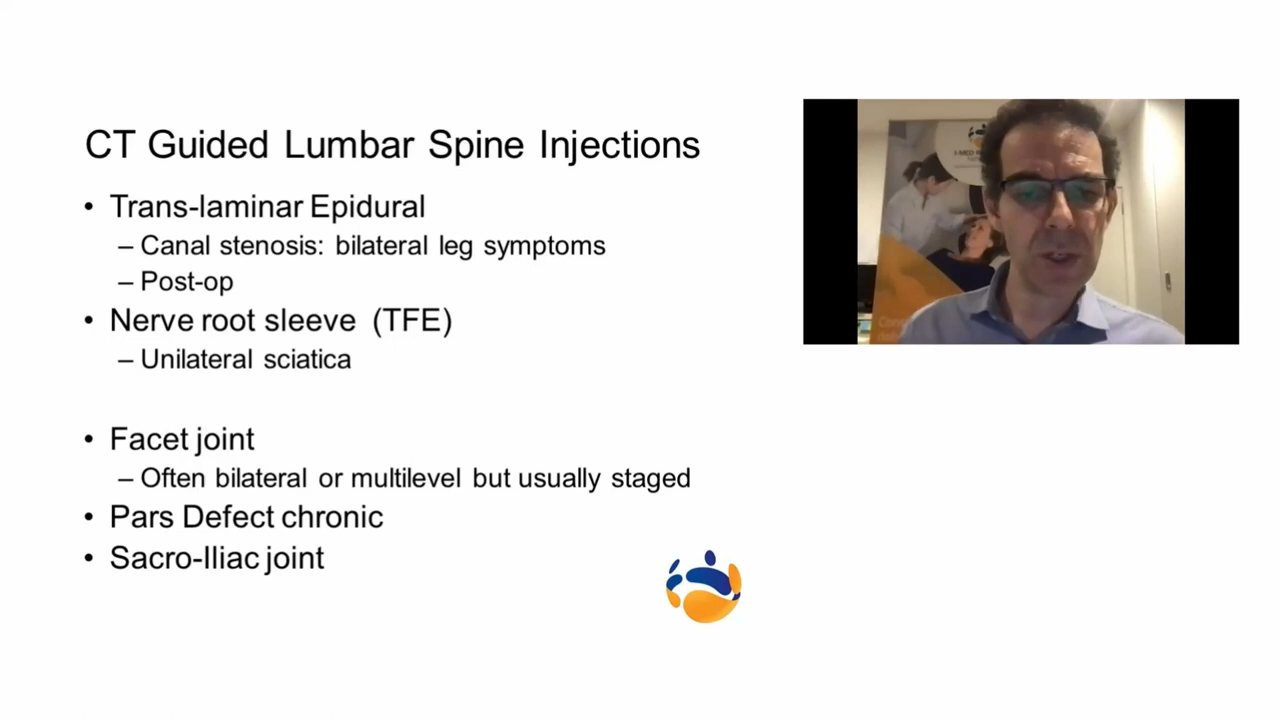 CT Guided Lumbar Spine Injections
• Trans-laminar Epidural
– Canal stenosis: bilateral leg symptoms
– Post-op
• Nerve root sleeve (TFE)
– Unilateral sciatica
• Facet joint
– Often bilateral or multilevel but usually staged
• Pars Defect chronic
• Sacro-Iliac joint
I-MED